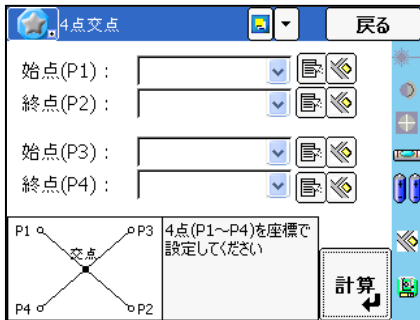 4点交点
戻る
始点(P1)：
終点(P2)：
始点(P3)：
終点(P4)：
P1
P3
交点
P4
P2
4点(P1～P4)を座標で
設定してください
計算